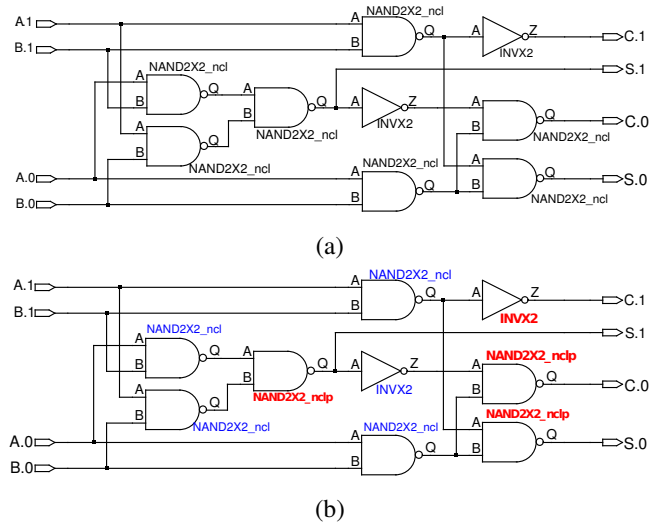 A.1 NAND2X2_ncl A B Q A INVX2 Z C.1
B.1
NAND2X2_ncl S.1
A B Q A B Q A INVX2 Z A B Q C.0
NAND2X2_ncl NAND2X2_ncl
A B Q
NAND2X2_ncl NAND2X2_ncl
A.0 A B Q A B Q S.0
B.0 NAND2X2_ncl
(a)
A.1 NAND2X2_ncl A B Q A INVX2 Z C.1
B.1
NAND2X2_ncl S.1
A B Q A B Q A INVX2 Z NAND2X2_nclp A B Q C.0
NAND2X2_nclp
A B Q NAND2X2_nclp
NAND2X2_ncl NAND2X2_ncl
A.0 A B Q A B Q S.0
B.0
(b)